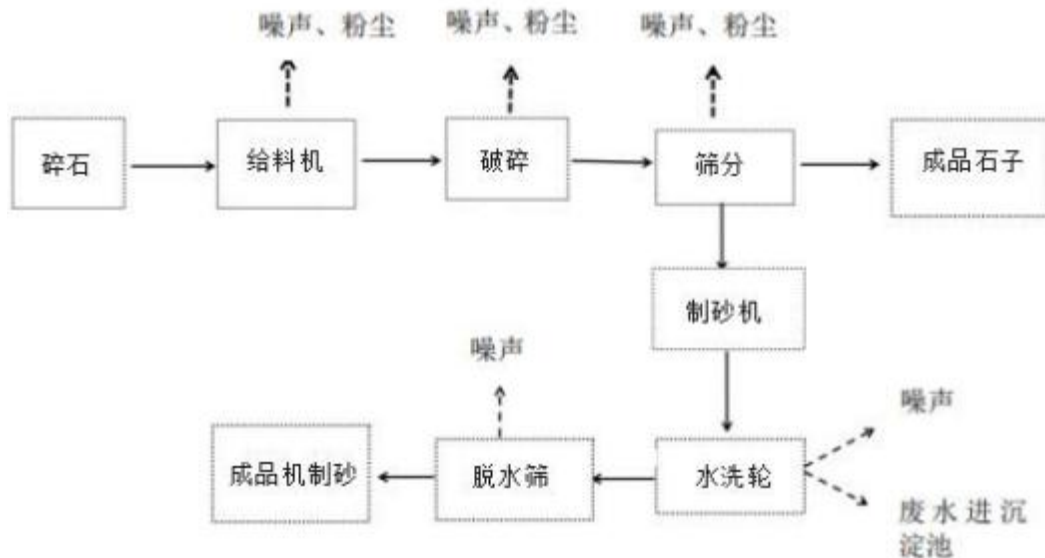 噪声、粉尘
噪声、粉尘
噪声、粉尘
碎石
给料机
破碎
筛分
成品石子
制砂机
噪声
噪声
成品机制砂
脱水筛
水洗轮
废水进沉
淀池